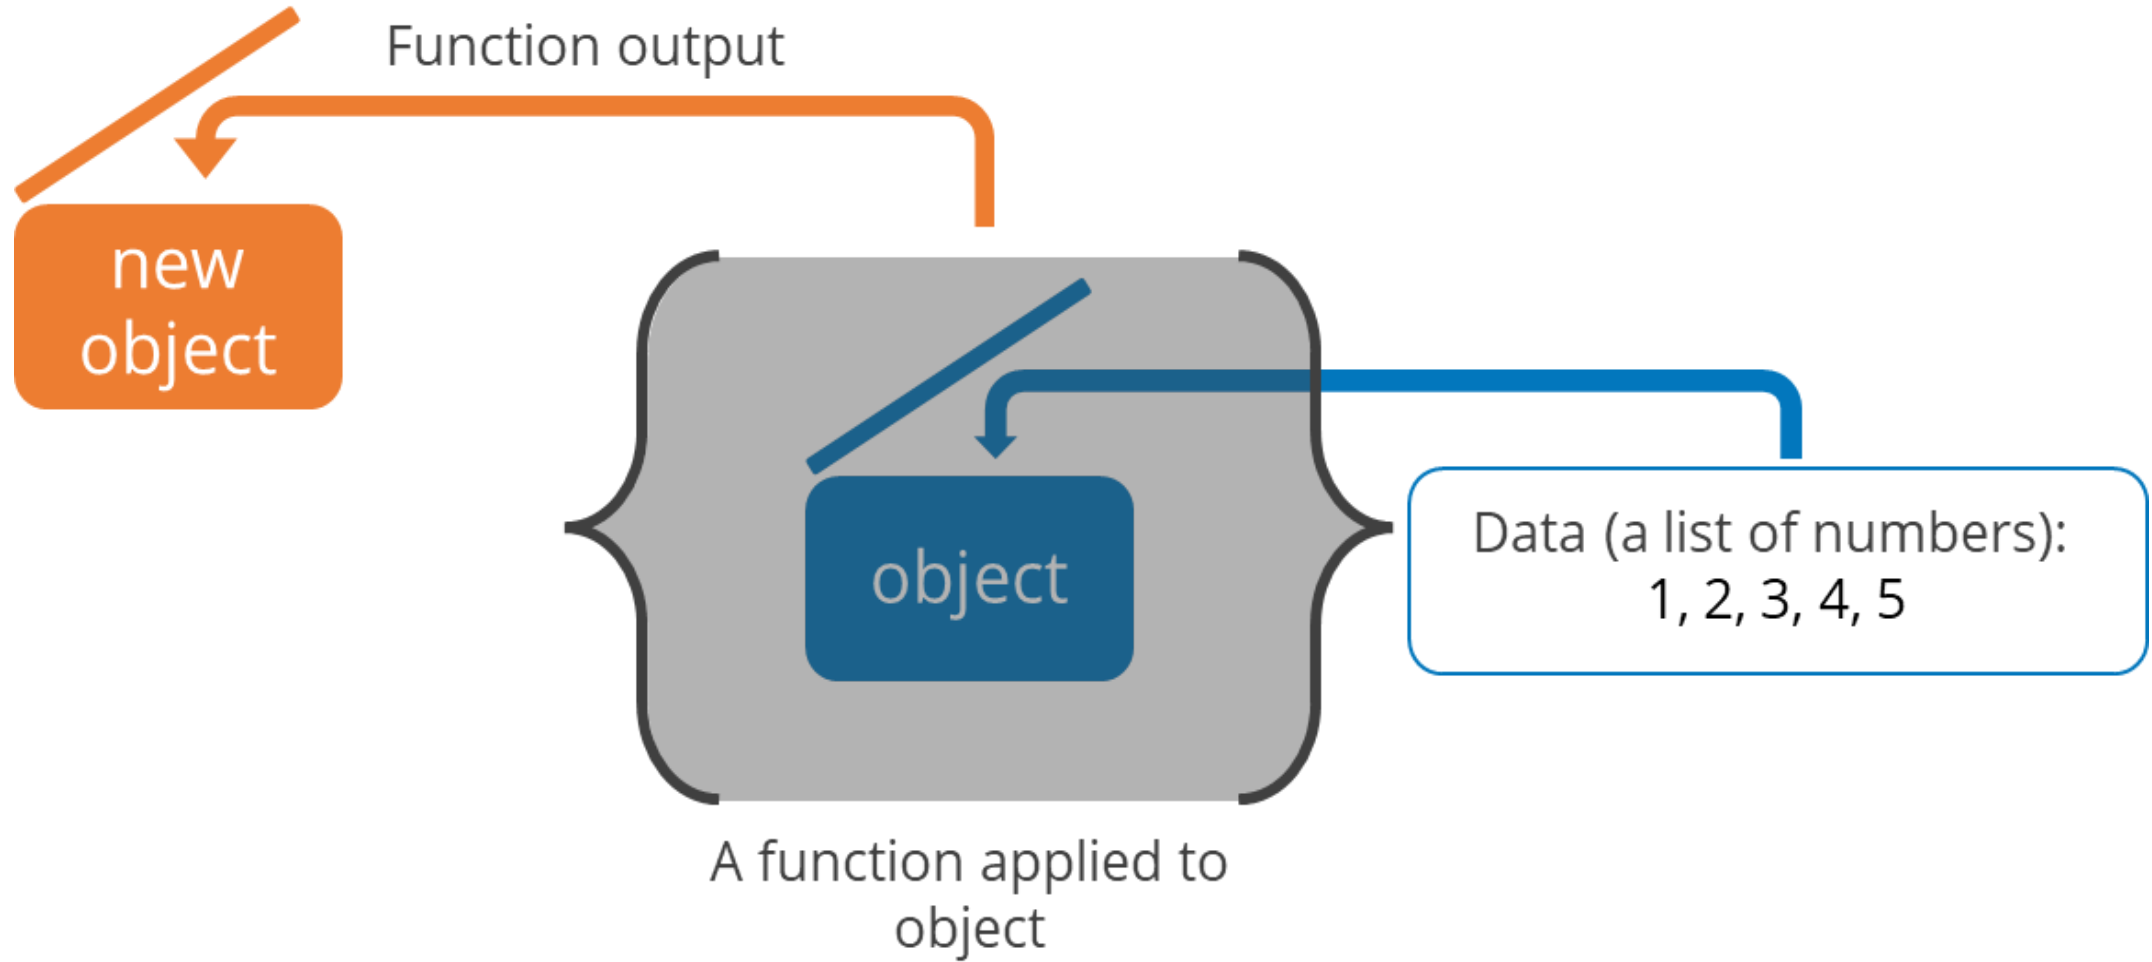 Function output
new
object
object
Data (a list of numbers):
1, 2, 3, 4, 5
A function applied to
object